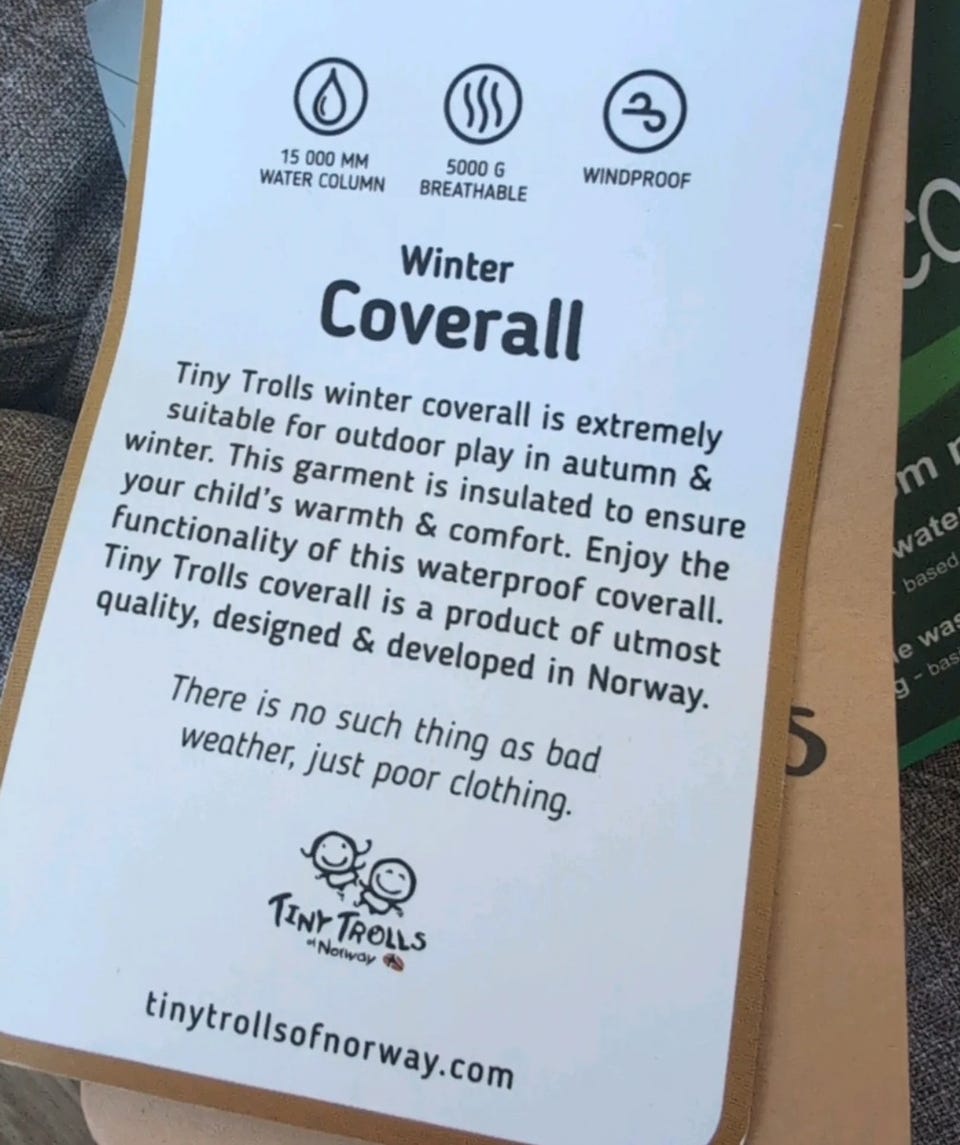 15 000 MM
WATER COLUMN
5000 G
BREATHABLE
WINDPROOF
Winter
Coverall
Tiny Trolls winter coverall is extremely
suitable for outdoor play in autumn &
winter. This garment is insulated to ensure
your child's warmth & comfort. Enjoy the
functionality of this waterproof coverall.
Tiny Trolls coverall is a product of utmost
quality, designed & developed in Norway.
There is no such thing as bad
weather, just poor clothing.
TINY TROLLS
of Norway
tinytrollsofnorway.com
based